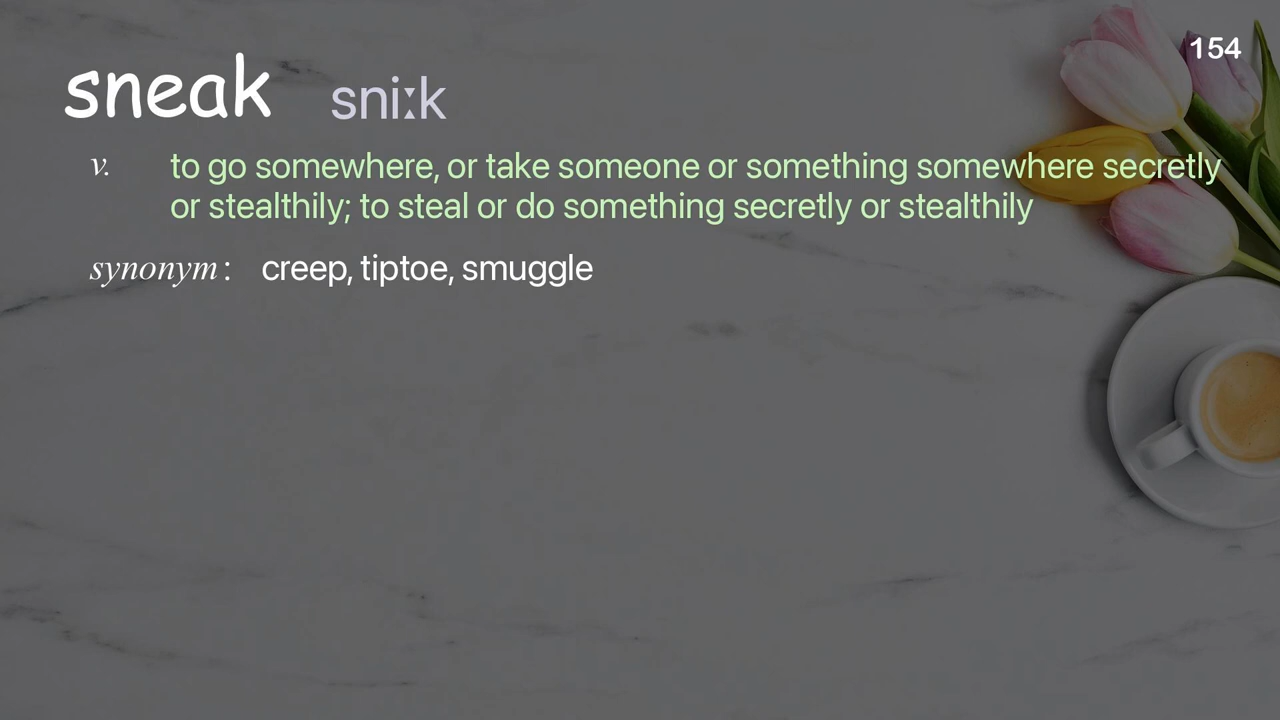 154
sneak sniːk
v. to go somewhere, or take someone or something somewhere secretly
or stealthily; to steal or do something secretly or stealthily
synonym : creep, tiptoe, smuggle